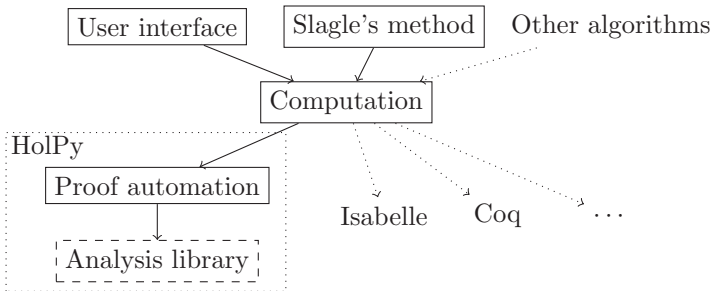 User interface
Slagle's method
Other algorithms
Computation
HolPy
Proof automation
Isabelle
Coq
...
Analysis library